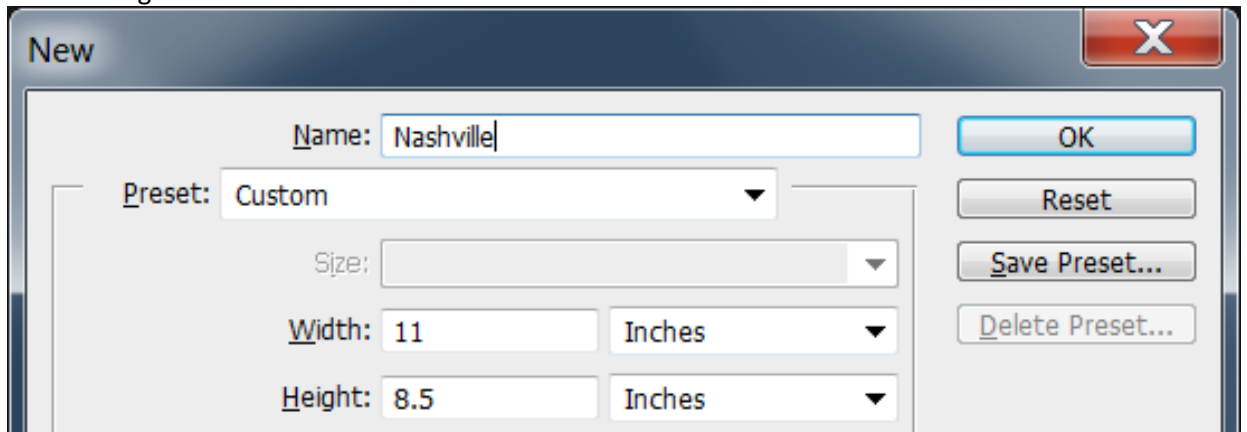 New
Name: Nashville OK
Preset: Custom Reset
Size: Save Preset...
Width: 11 Inches Delete Preset...
Height: 8.5 Inches